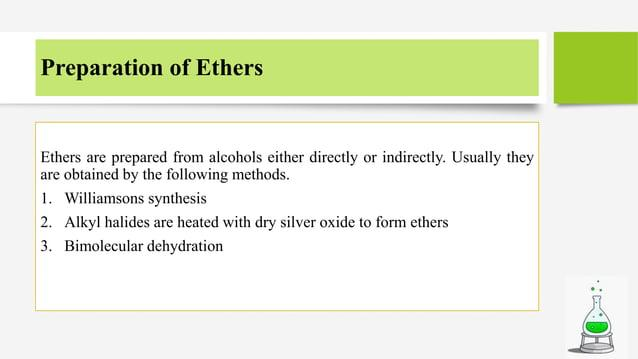 Preparation of Ethers
Ethers are prepared from alcohols either directly or indirectly. Usually they
are obtained by the following methods.
1. Williamsons synthesis
2. Alkyl halides are heated with dry silver oxide to form ethers
3. Bimolecular dehydration